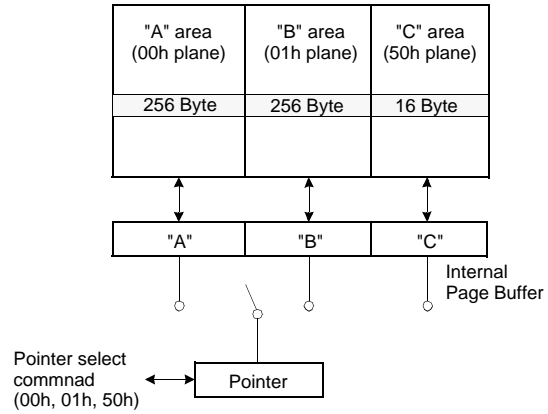 "A" area
(00h plane)
"B" area
(01h plane)
"C" area
(50h plane)
256 Byte
256 Byte
16 Byte
"A"
"B"
"C"
Internal
Page Buffer
Pointer select
commnad
(00h, 01h, 50h)
Pointer